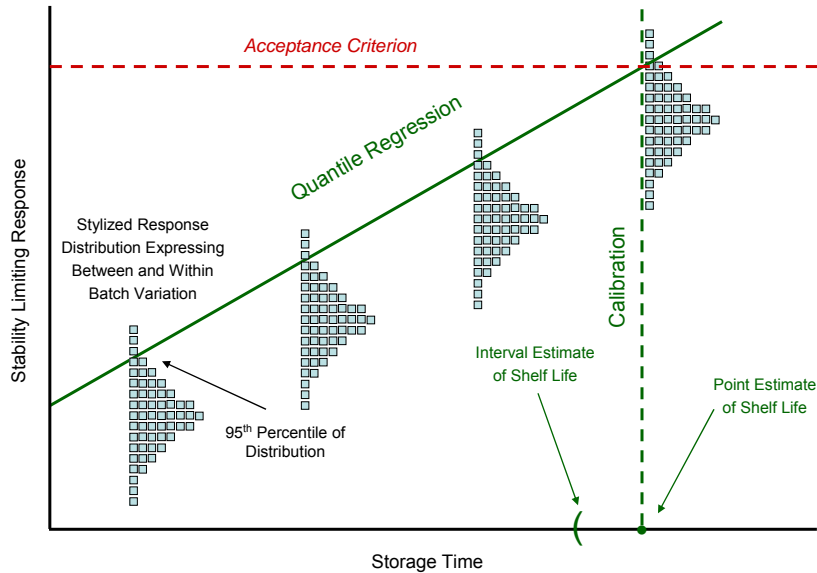 Acceptance Criterion
Quantile Regression
Stylized Response
Distribution Expressing
Between and Within
Batch Variation
Stability Limiting Response
Calibration
Interval Estimate
of Shelf Life
Point Estimate
of Shelf Life
95th Percentile of
Distribution
Storage Time